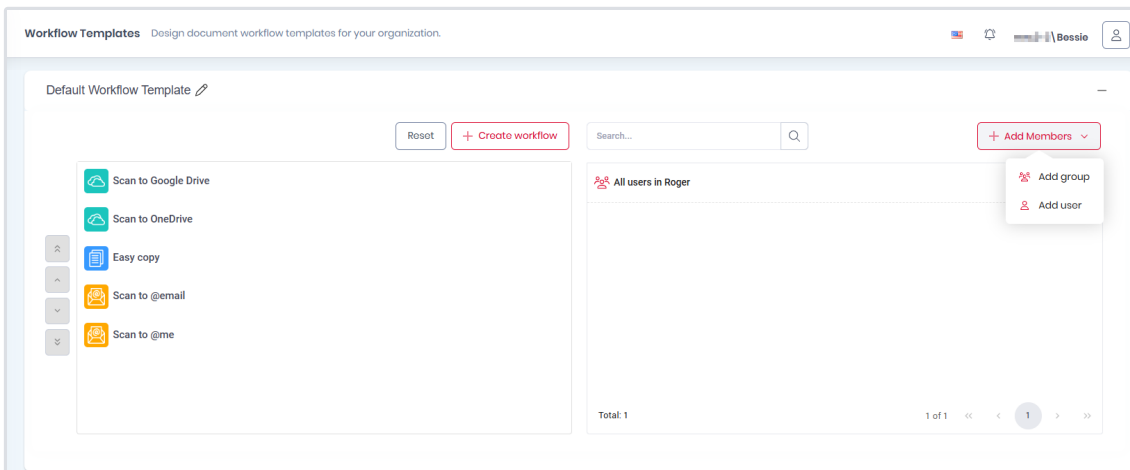 Workflow Templates Design document workflow templates for your organization.
\Bessie
Default Workflow Template
Reset
+ Create workflow
Search...
+ Add Members
Add group
Add user
Scan to Google Drive
Scan to OneDrive
Easy copy
Scan to @email
Scan to @me
All users in Roger
Total: 1
1 of 1 << < 1 > >>